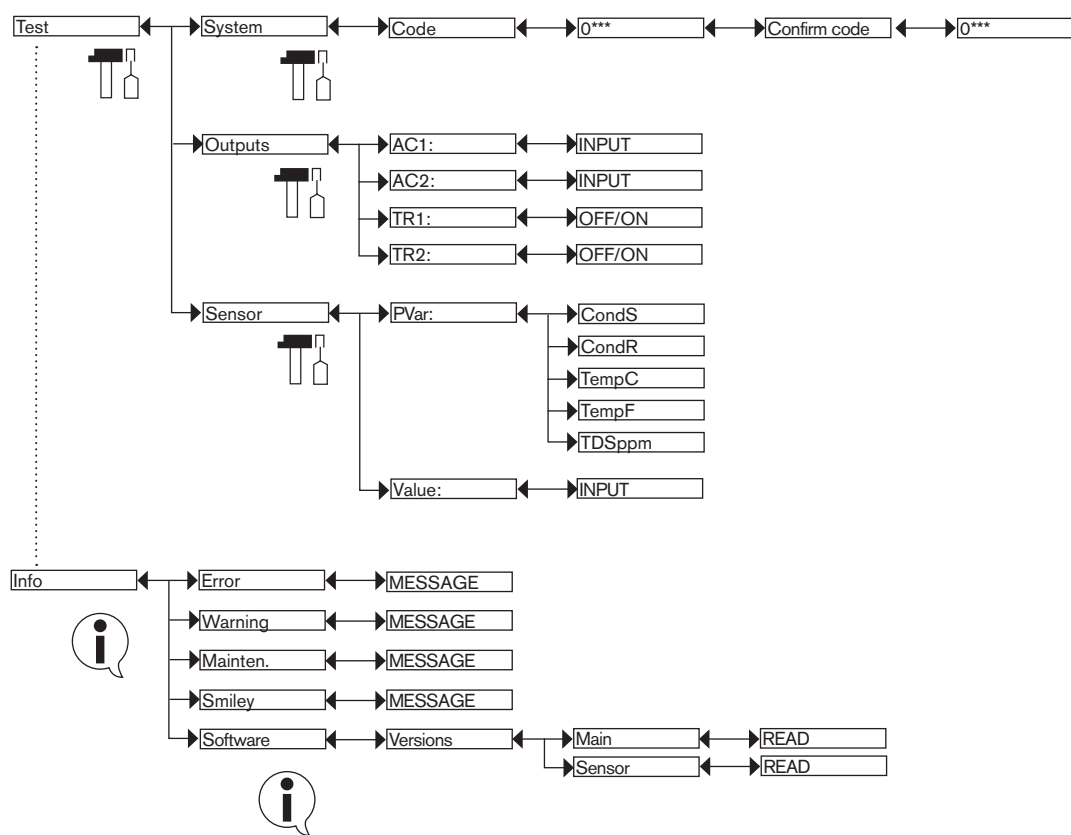 Test System Code 0*** Confirm code 0***
Outputs AC1: INPUT
AC2: INPUT
TR1: OFF/ON
TR2: OFF/ON
Sensor PVar: CondS
CondR
TempC
TempF
TDSppm
Value: INPUT
Info Error MESSAGE
Warning MESSAGE
Mainten. MESSAGE
Smiley MESSAGE
Software Versions Main READ
Sensor READ